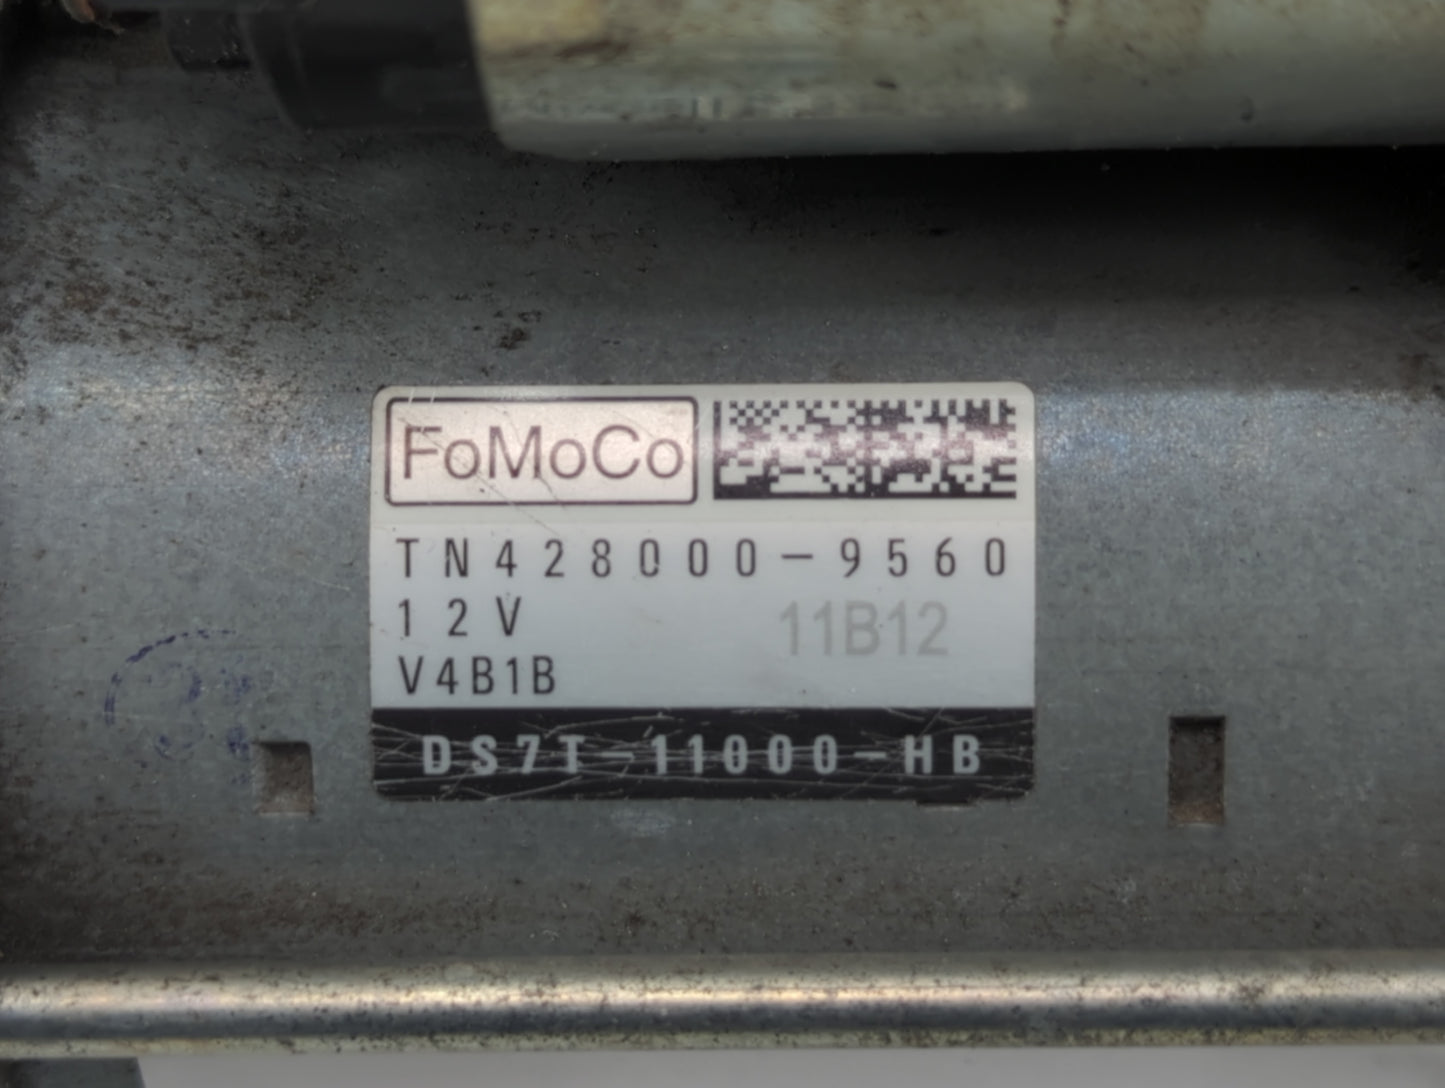 FoMoCo
TN428000-9560
12V 11B12
V4B1B
DS7T-11000-HB